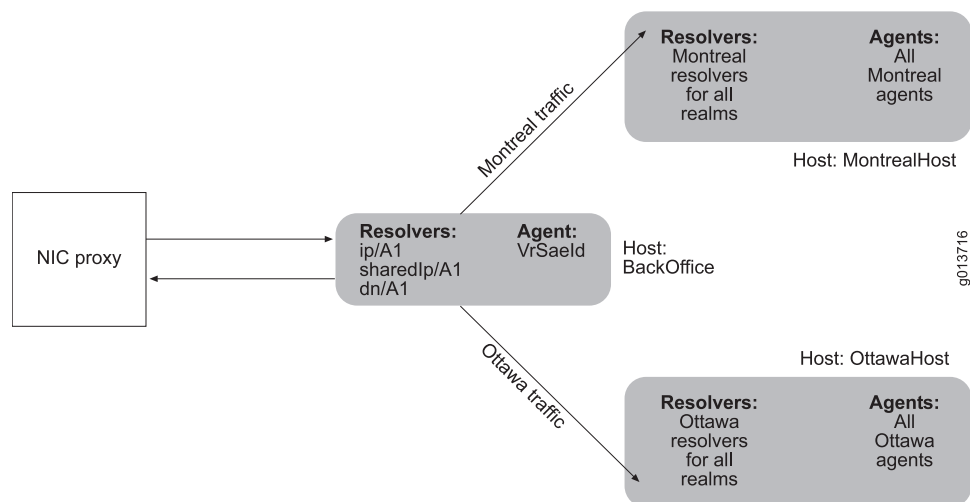 Resolvers:
Montreal
resolvers
for all
realms
Agents:
All
Montreal
agents
Host: MontrealHost
Montreal traffic
NIC proxy
Resolvers:
ip/A1
sharedIp/A1
dn/A1
Agent:
VrSaeId
Host:
BackOffice
g013716
Ottawa traffic
Host: OttawaHost
Resolvers:
Ottawa
resolvers
for all
realms
Agents:
All
Ottawa
agents